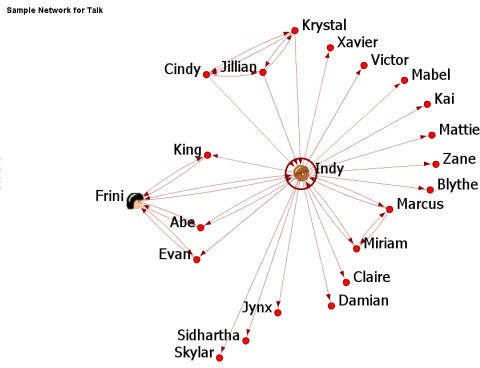 Sample Network for Talk
Krystal
Xavier
Cindy
Jillian
Victor
Mabel
Kai
Mattie
King
Zane
Indy
Blythe
Frini
Marcus
Abe
Miriam
Evan
Claire
Damian
Jynx
Sidhartha
Skylar